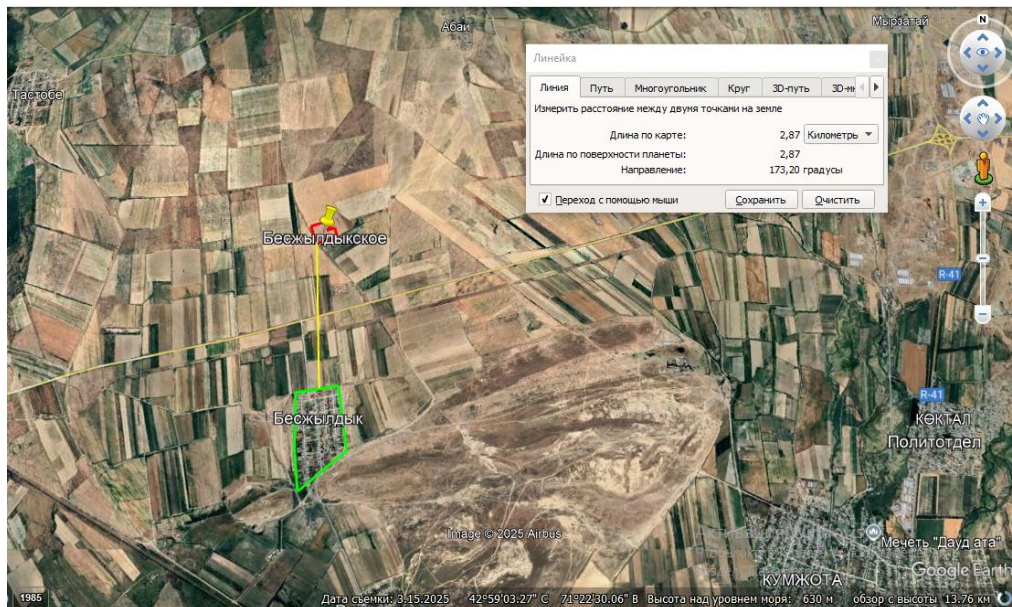 Абай
Мырзатай
N
Тастобе
Линейка
Линия Путь Многоугольник Круг 3D-путь
Измерить расстояние между двумя точками на земле
Длина по карте: 2,87 Километры
Длина по поверхности планеты: 2,87
Направление: 173,20 градусы
Переход с помощью мыши Сохранить Очистить
Бесжылдыкское
R-41
R-41
Бесжылдык
КӨКТАЛ
Политотдел
Image © 2025 Airbus
Мечеть "Дауд ата"
Google Earth
КУМЖОТА
1985
Дата съемки: 3.15.2025 42°59'03.27" С 71°22'30.06" В Высота над уровнем моря: 630 м обзор с высоты 13.76 км